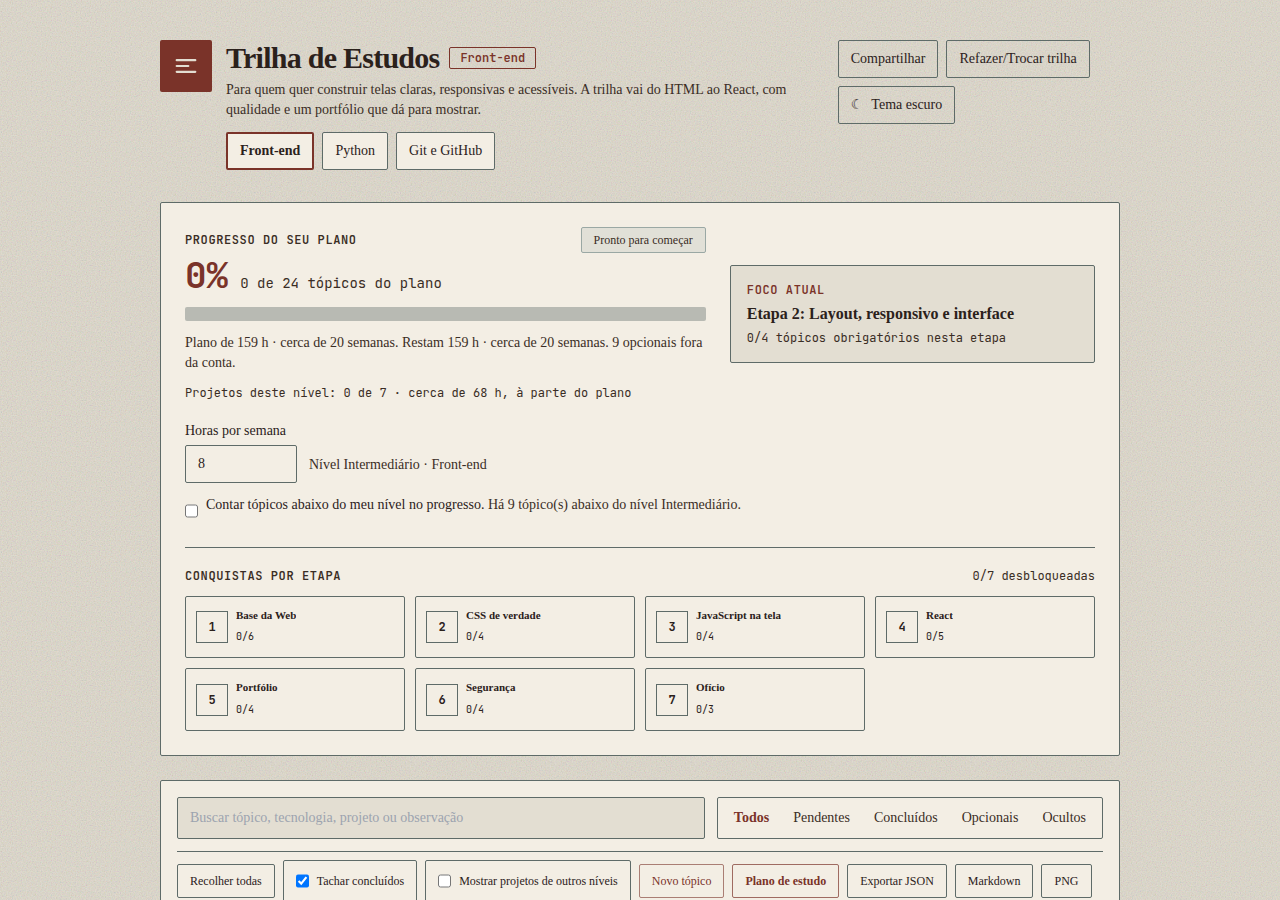 Trilha de Estudos Front-end
Para quem quer construir telas claras, responsivas e acessíveis. A trilha vai do HTML ao React, com
qualidade e um portfólio que dá para mostrar.
Front-end Python Git e GitHub
Compartilhar Refazer/Trocar trilha
☾ Tema escuro
PROGRESSO DO SEU PLANO Pronto para começar
0% 0 de 24 tópicos do plano
Plano de 159 h · cerca de 20 semanas. Restam 159 h · cerca de 20 semanas. 9 opcionais fora
da conta.
Projetos deste nível: 0 de 7 · cerca de 68 h, à parte do plano
FOCO ATUAL
Etapa 2: Layout, responsivo e interface
0/4 tópicos obrigatórios nesta etapa
Horas por semana
8 Nível Intermediário · Front-end
Contar tópicos abaixo do meu nível no progresso. Há 9 tópico(s) abaixo do nível Intermediário.
CONQUISTAS POR ETAPA 0/7 desbloqueadas
1 Base da Web 0/6
2 CSS de verdade 0/4
3 JavaScript na tela 0/4
4 React 0/5
5 Portfólio 0/4
6 Segurança 0/4
7 Ofício 0/3
Buscar tópico, tecnologia, projeto ou observação
Todos Pendentes Concluídos Opcionais Ocultos
Recolher todas Tachar concluídos Mostrar projetos de outros níveis Novo tópico Plano de estudo Exportar JSON Markdown PNG